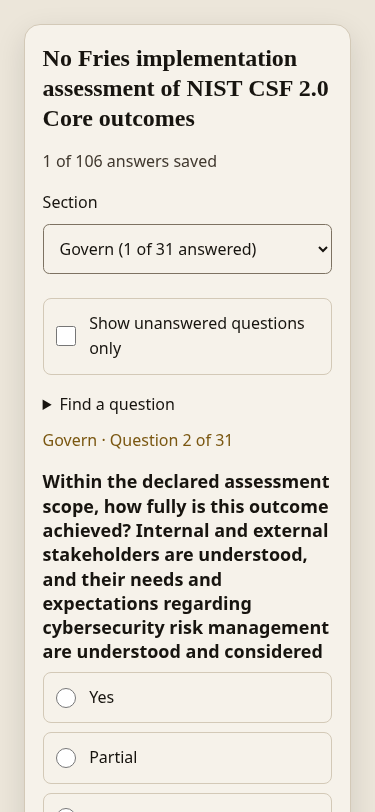 No Fries implementation
assessment of NIST CSF 2.0
Core outcomes
1 of 106 answers saved
Section
Govern (1 of 31 answered)
Show unanswered questions
only
Find a question
Govern · Question 2 of 31
Within the declared assessment
scope, how fully is this outcome
achieved? Internal and external
stakeholders are understood,
and their needs and
expectations regarding
cybersecurity risk management
are understood and considered
Yes
Partial